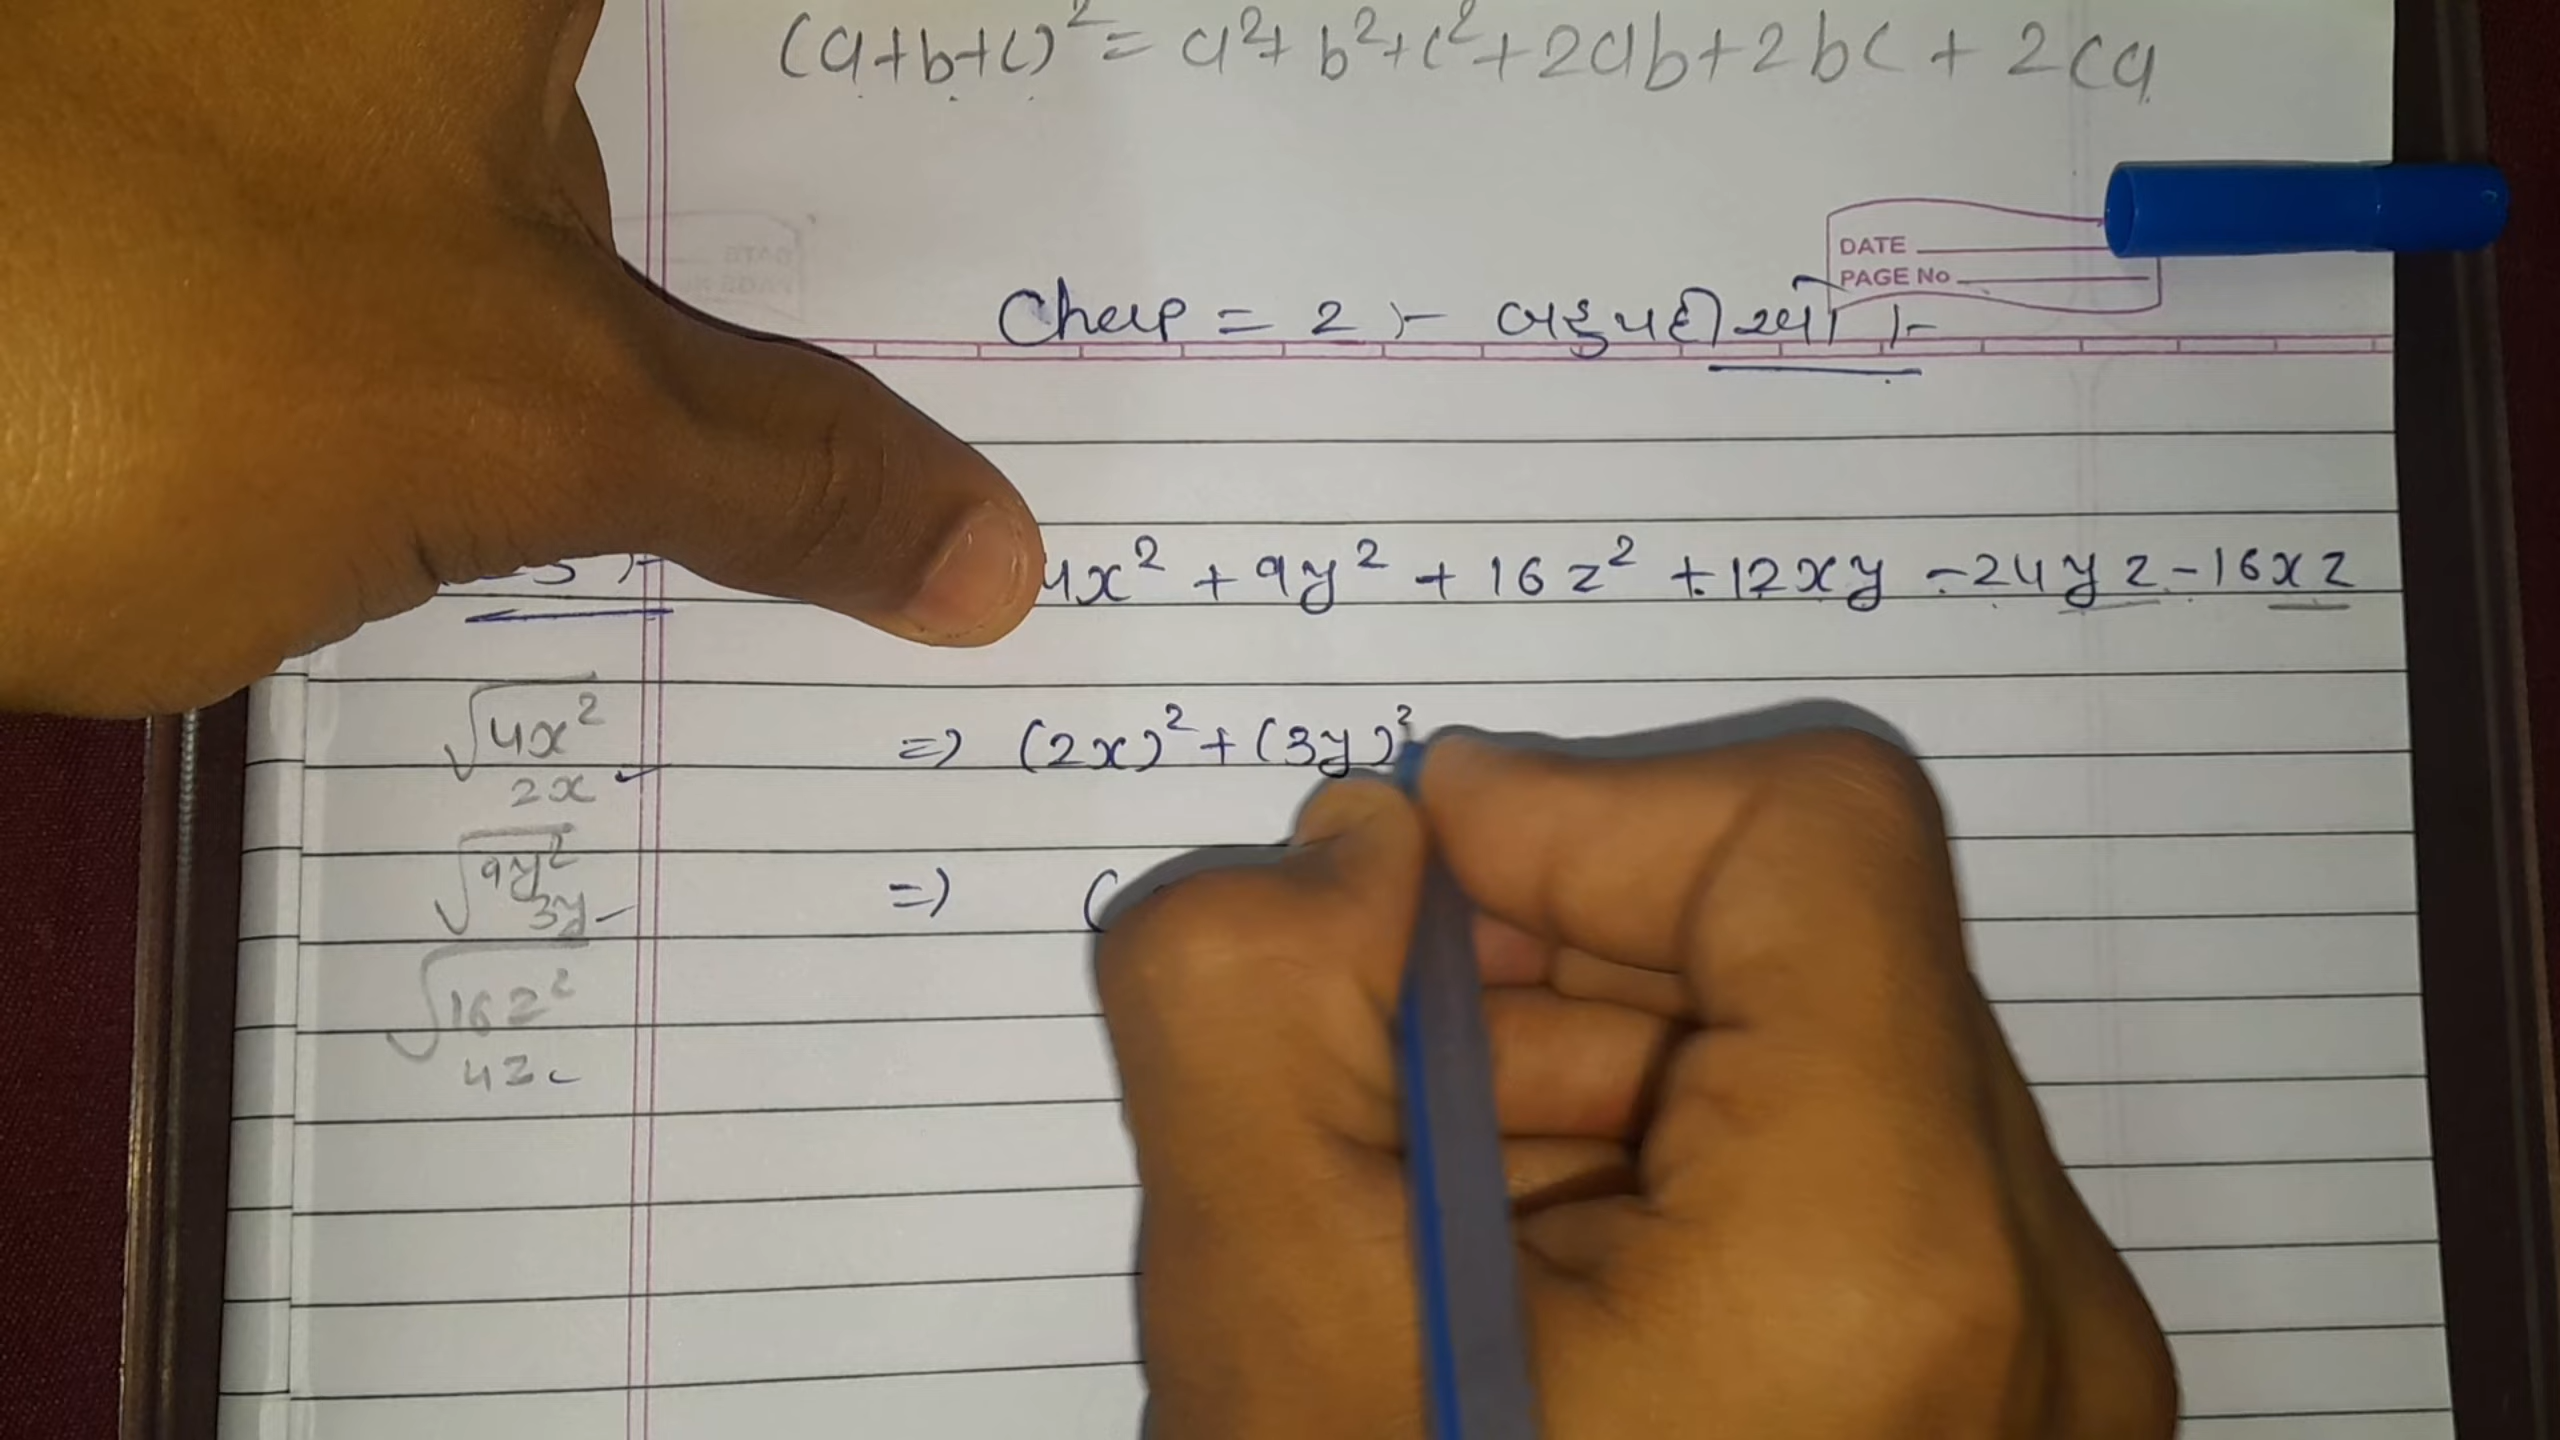 (a+b+c)² = a²+ b²+c²+2ab+2bc + 2ca
DATE
PAGE No
Chap = 2 :- બહુપદીઓ :-
4x² + 9y² + 16z² + 12xy - 24yz - 16xz
√4x²
2x
⇒ (2x)² + (3y)²
√9y²
3y
⇒ (
√16z²
4z